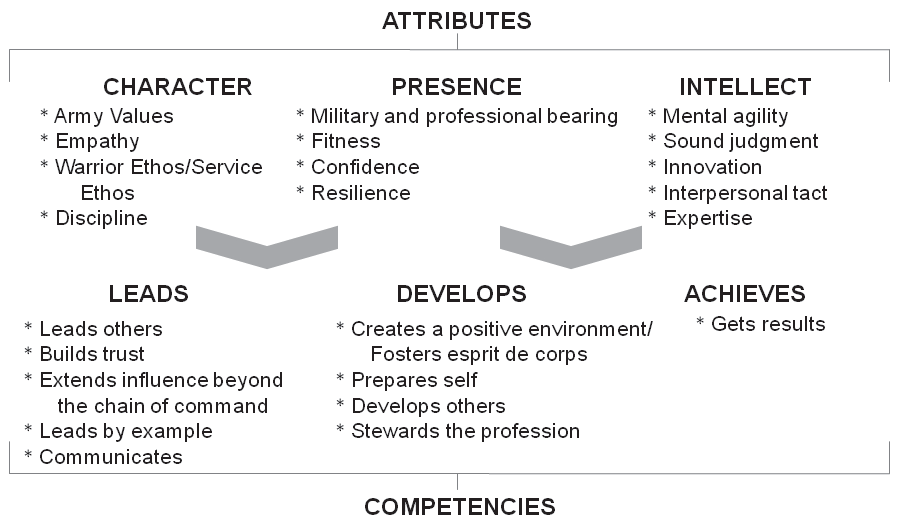 ATTRIBUTES
CHARACTER
* Army Values
* Empathy
* Warrior Ethos/Service
Ethos
* Discipline
PRESENCE
* Military and professional bearing
* Fitness
* Confidence
* Resilience
INTELLECT
* Mental agility
* Sound judgment
* Innovation
* Interpersonal tact
* Expertise
LEADS
* Leads others
* Builds trust
* Extends influence beyond
the chain of command
* Leads by example
* Communicates
DEVELOPS
* Creates a positive environment/
Fosters esprit de corps
* Prepares self
* Develops others
* Stewards the profession
ACHIEVES
* Gets results
COMPETENCIES